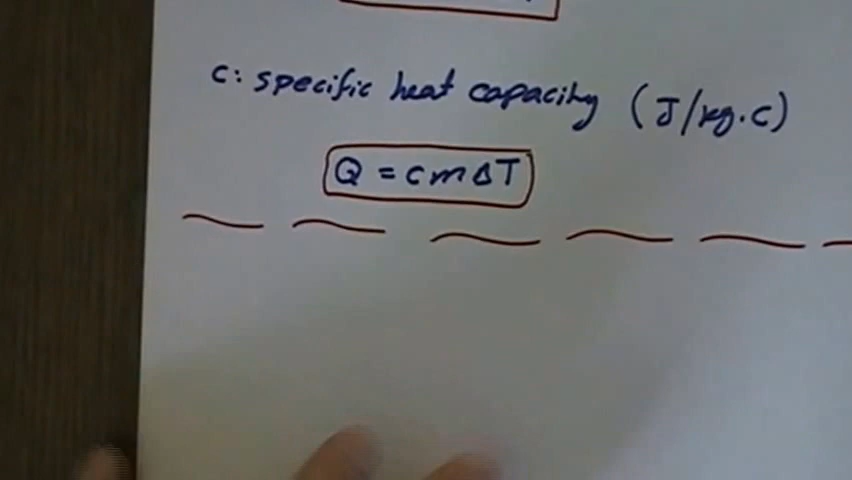 c: specific heat capacity (J/kg.c)
Q = cmΔT